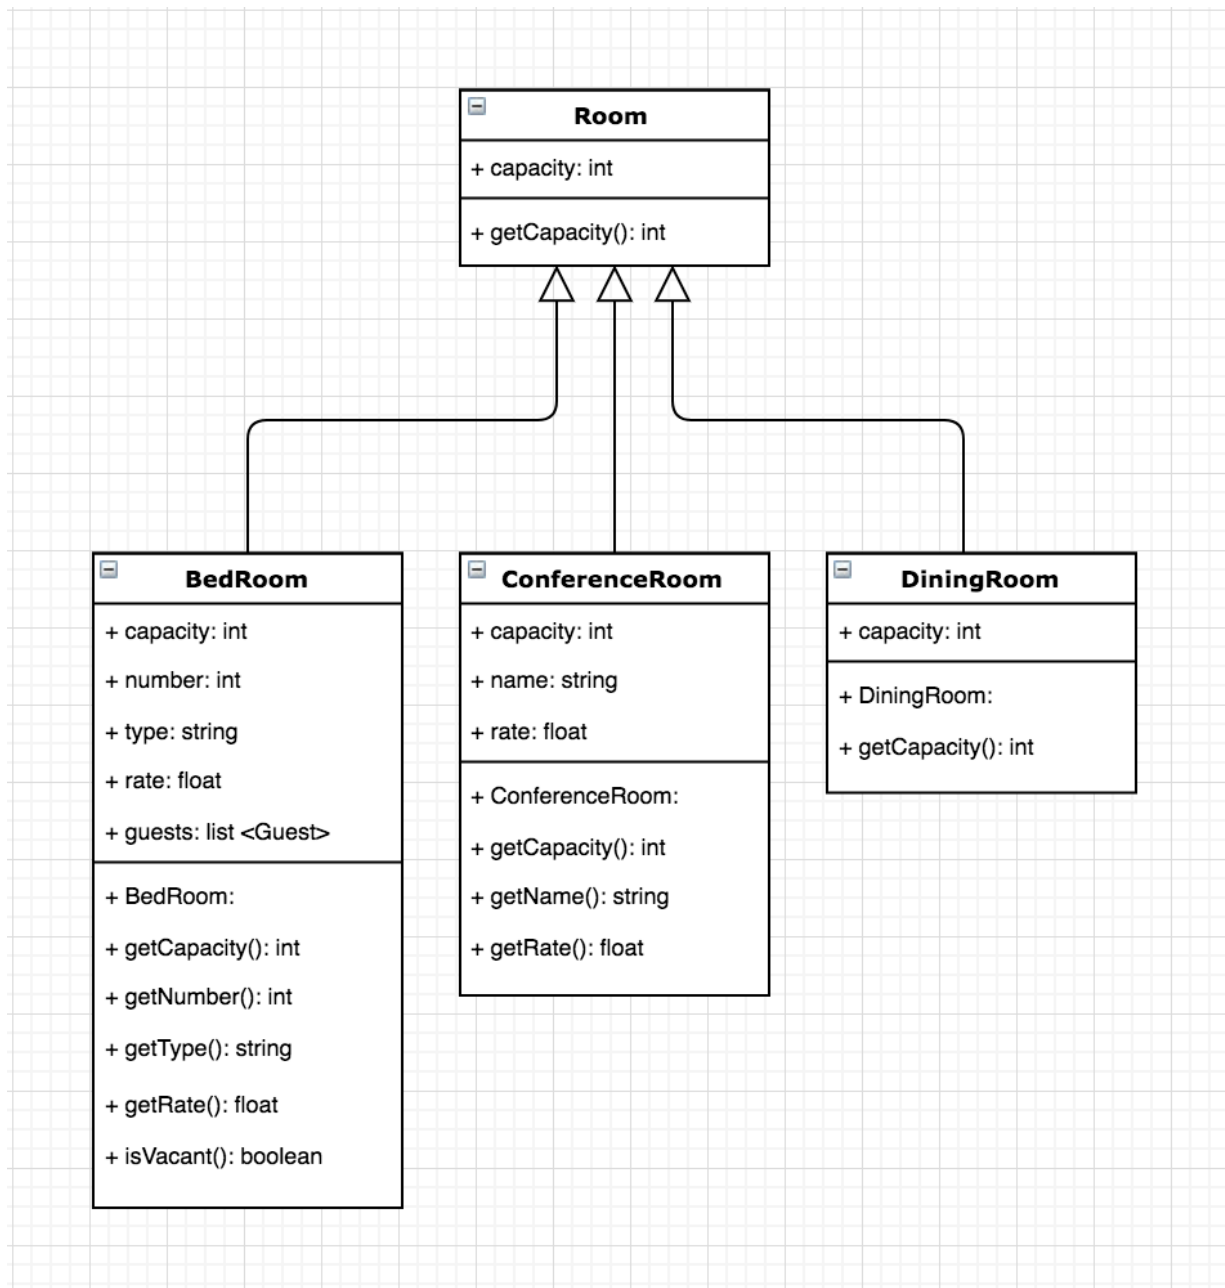 Room
+ capacity: int
+ getCapacity(): int
BedRoom
+ capacity: int
+ number: int
+ type: string
+ rate: float
+ guests: list <Guest>
+ BedRoom:
+ getCapacity(): int
+ getNumber(): int
+ getType(): string
+ getRate(): float
+ isVacant(): boolean
ConferenceRoom
+ capacity: int
+ name: string
+ rate: float
+ ConferenceRoom:
+ getCapacity(): int
+ getName(): string
+ getRate(): float
DiningRoom
+ capacity: int
+ DiningRoom:
+ getCapacity(): int